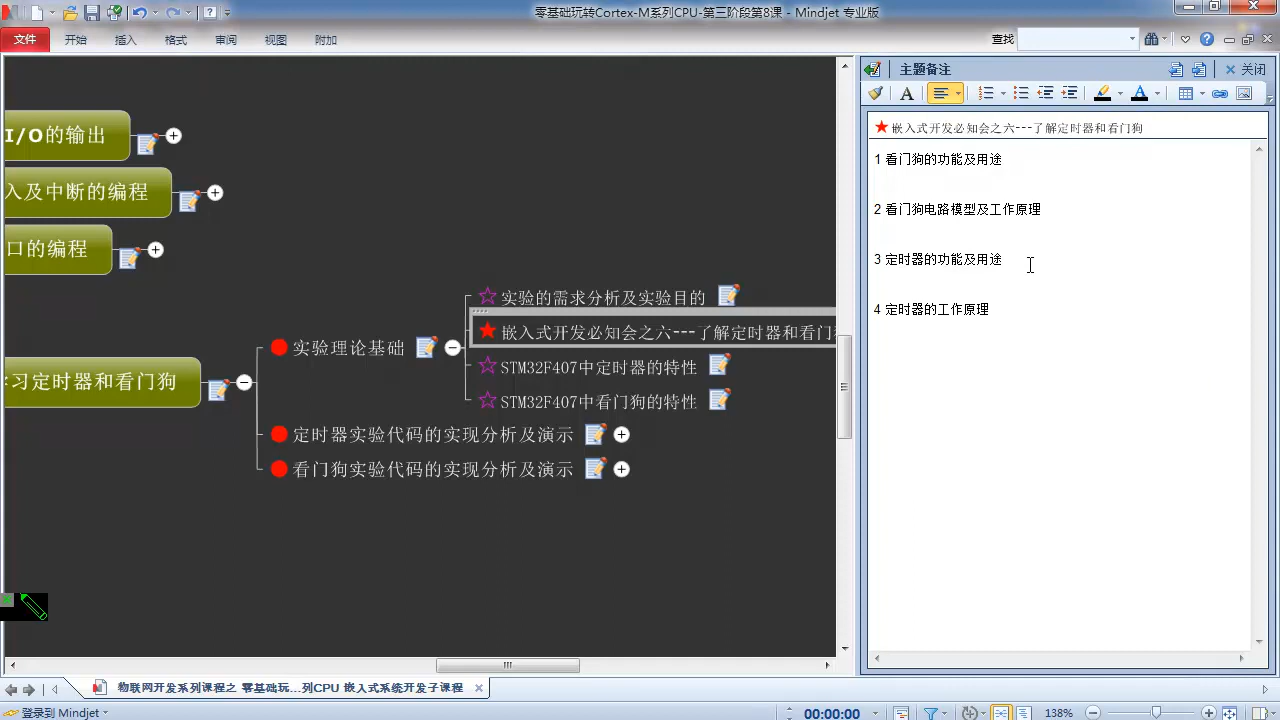 零基础玩转Cortex-M系列CPU-第三阶段第8课 - Mindjet 专业版
文件 开始 插入 格式 审阅 视图 附加 查找
主题备注 关闭
★嵌入式开发必知会之六---了解定时器和看门狗
1 看门狗的功能及用途
2 看门狗电路模型及工作原理
3 定时器的功能及用途
4 定时器的工作原理
I/O的输出
入及中断的编程
口的编程
学习定时器和看门狗
实验理论基础
实验的需求分析及实验目的
嵌入式开发必知会之六---了解定时器和看门
STM32F407中定时器的特性
STM32F407中看门狗的特性
定时器实验代码的实现分析及演示
看门狗实验代码的实现分析及演示
物联网开发系列课程之 零基础玩...列CPU 嵌入式系统开发子课程
登录到 Mindjet 00:00:00 138%